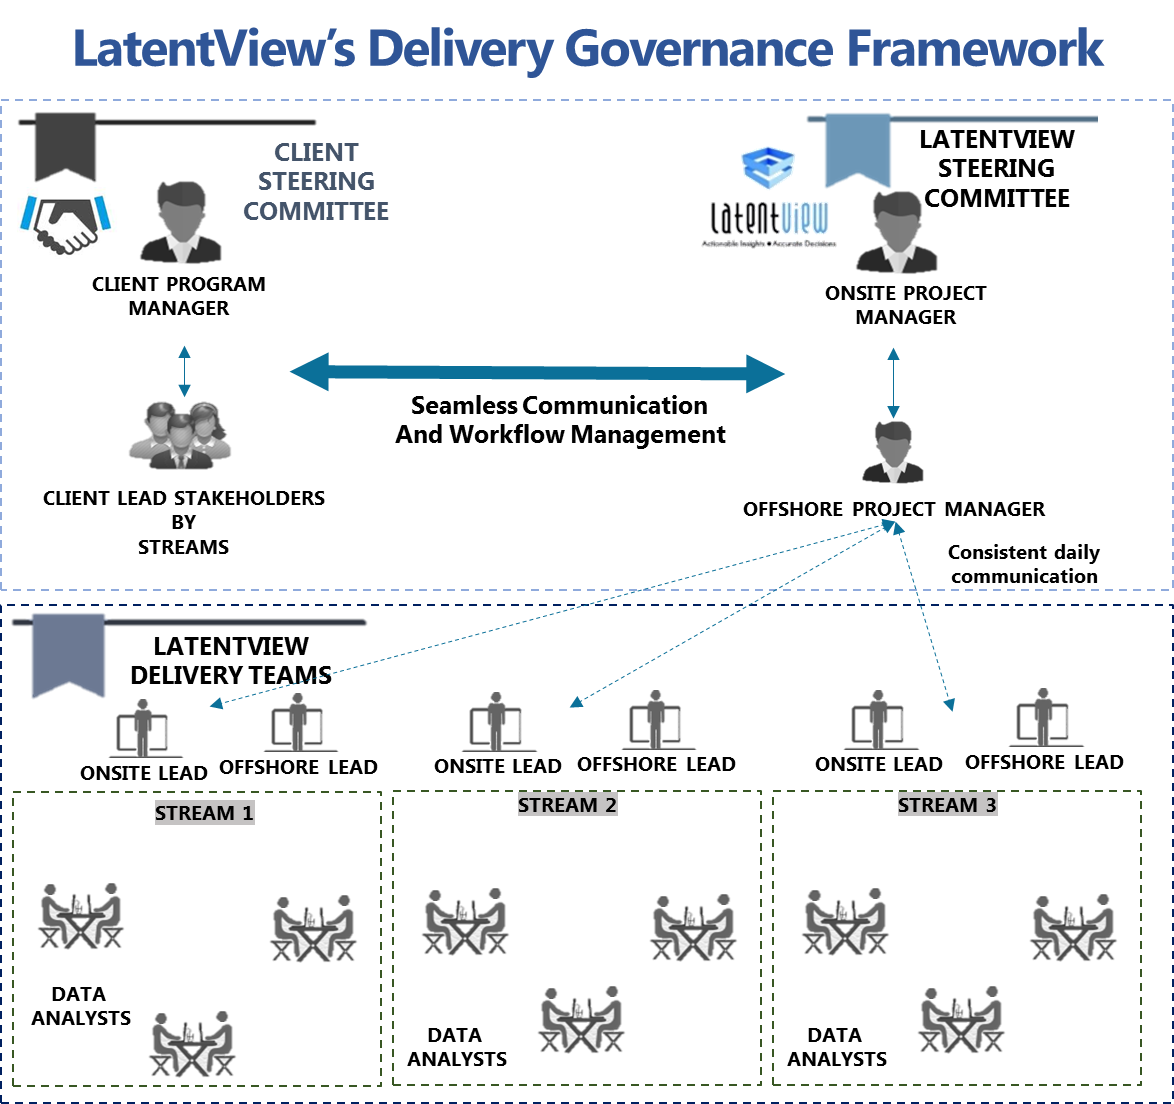 LatentView's Delivery Governance Framework
CLIENT
STEERING
COMMITTEE
CLIENT PROGRAM
MANAGER
CLIENT LEAD STAKEHOLDERS
BY
STREAMS
Seamless Communication
And Workflow Management
LATENTVIEW
STEERING
COMMITTEE
LatentView
Actionable Insights • Accurate Decisions
ONSITE PROJECT
MANAGER
OFFSHORE PROJECT MANAGER
Consistent daily
communication
LATENTVIEW
DELIVERY TEAMS
ONSITE LEAD
OFFSHORE LEAD
ONSITE LEAD
OFFSHORE LEAD
ONSITE LEAD
OFFSHORE LEAD
STREAM 1
DATA
ANALYSTS
STREAM 2
DATA
ANALYSTS
STREAM 3
DATA
ANALYSTS